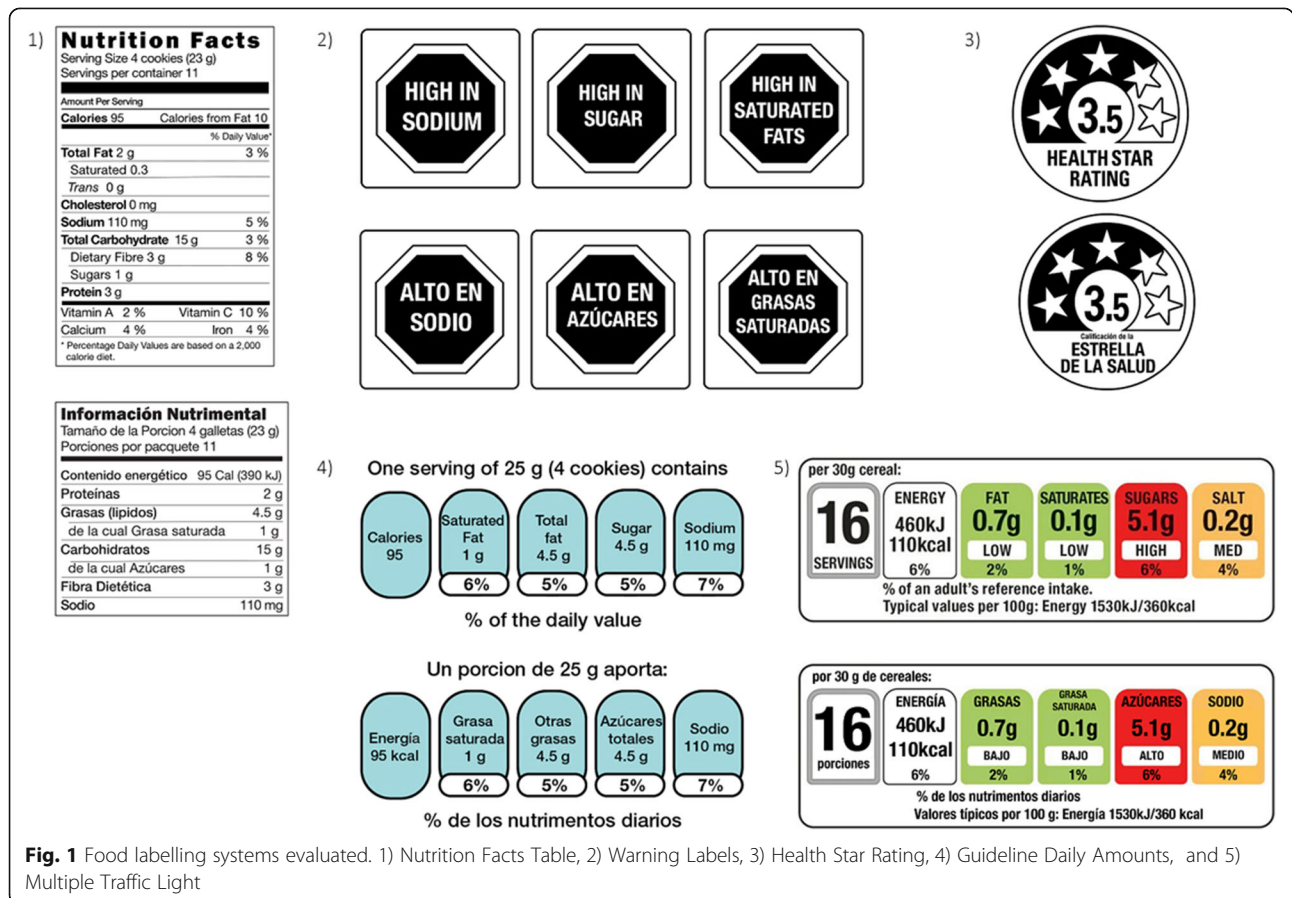 1)
Nutrition Facts
Serving Size 4 cookies (23 g)
Servings per container 11
Amount Per Serving
Calories 95 Calories from Fat 10
% Daily Value*
Total Fat 2 g 3 %
Saturated 0.3
Trans 0 g
Cholesterol 0 mg
Sodium 110 mg 5 %
Total Carbohydrate 15 g 3 %
Dietary Fibre 3 g 8 %
Sugars 1 g
Protein 3 g
Vitamin A 2 % Vitamin C 10 %
Calcium 4 % Iron 4 %
* Percentage Daily Values are based on a 2,000
calorie diet.
Información Nutrimental
Tamaño de la Porcion 4 galletas (23 g)
Porciones por pacquete 11
Contenido energético 95 Cal (390 kJ)
Proteínas 2 g
Grasas (lipidos) 4.5 g
de la cual Grasa saturada 1 g
Carbohidratos 15 g
de la cual Azúcares 1 g
Fibra Dietética 3 g
Sodio 110 mg
2)
HIGH IN
SODIUM
HIGH IN
SUGAR
HIGH IN
SATURATED
FATS
ALTO EN
SODIO
ALTO EN
AZÚCARES
ALTO EN
GRASAS
SATURADAS
3)
3.5
HEALTH STAR
RATING
3.5
Calificación de la
ESTRELLA
DE LA SALUD
4)
One serving of 25 g (4 cookies) contains
Calories
95
Saturated
Fat
1 g
6%
Total
fat
4.5 g
5%
Sugar
4.5 g
5%
Sodium
110 mg
7%
% of the daily value
Un porcion de 25 g aporta:
Energía
95 kcal
Grasa
saturada
1 g
6%
Otras
grasas
4.5 g
5%
Azúcares
totales
4.5 g
5%
Sodio
110 mg
7%
% de los nutrimentos diarios
5)
per 30g cereal:
16
SERVINGS
ENERGY
460kJ
110kcal
6%
FAT
0.7g
LOW
2%
SATURATES
0.1g
LOW
1%
SUGARS
5.1g
HIGH
6%
SALT
0.2g
MED
4%
% of an adult's reference intake.
Typical values per 100g: Energy 1530kJ/360kcal
por 30 g de cereales:
16
porciones
ENERGÍA
460kJ
110kcal
6%
GRASAS
0.7g
BAJO
2%
GRASA
SATURADA
0.1g
BAJO
1%
AZÚCARES
5.1g
ALTO
6%
SODIO
0.2g
MEDIO
4%
% de los nutrimentos diarios
Valores típicos por 100 g: Energía 1530kJ/360 kcal
Fig. 1 Food labelling systems evaluated. 1) Nutrition Facts Table, 2) Warning Labels, 3) Health Star Rating, 4) Guideline Daily Amounts, and 5)
Multiple Traffic Light